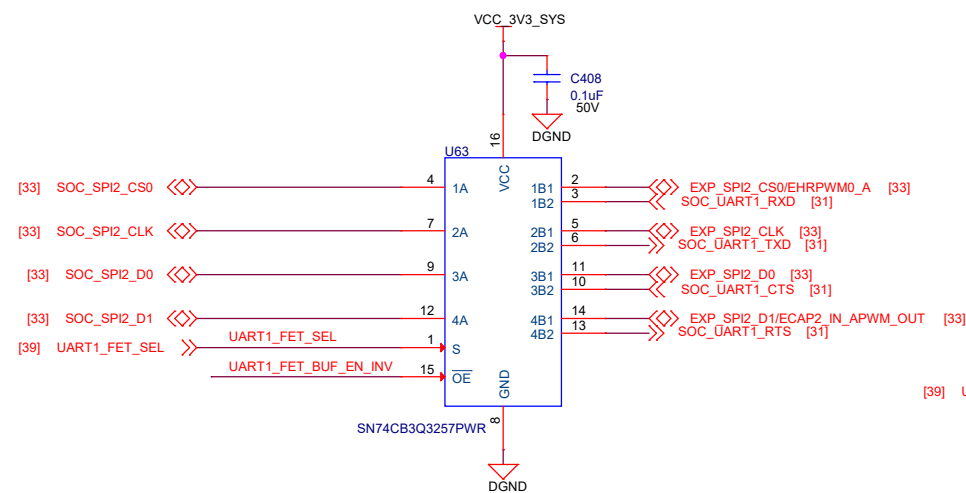 VCC_3V3_SYS
C408
0.1uF
50V
DGND
16
U63
VCC
[33] SOC_SPI2_CS0 4 1A 1B1 2 EXP_SPI2_CS0/EHRPWM0_A [33]
1B2 3 SOC_UART1_RXD [31]
[33] SOC_SPI2_CLK 7 2A 2B1 5 EXP_SPI2_CLK [33]
2B2 6 SOC_UART1_TXD [31]
[33] SOC_SPI2_D0 9 3A 3B1 11 EXP_SPI2_D0 [33]
3B2 10 SOC_UART1_CTS [31]
[33] SOC_SPI2_D1 12 4A 4B1 14 EXP_SPI2_D1/ECAP2_IN_APWM_OUT [33]
4B2 13 SOC_UART1_RTS [31]
[39] UART1_FET_SEL UART1_FET_SEL 1 S
UART1_FET_BUF_EN_INV 15 OE
GND
[39] U
8
SN74CB3Q3257PWR
DGND